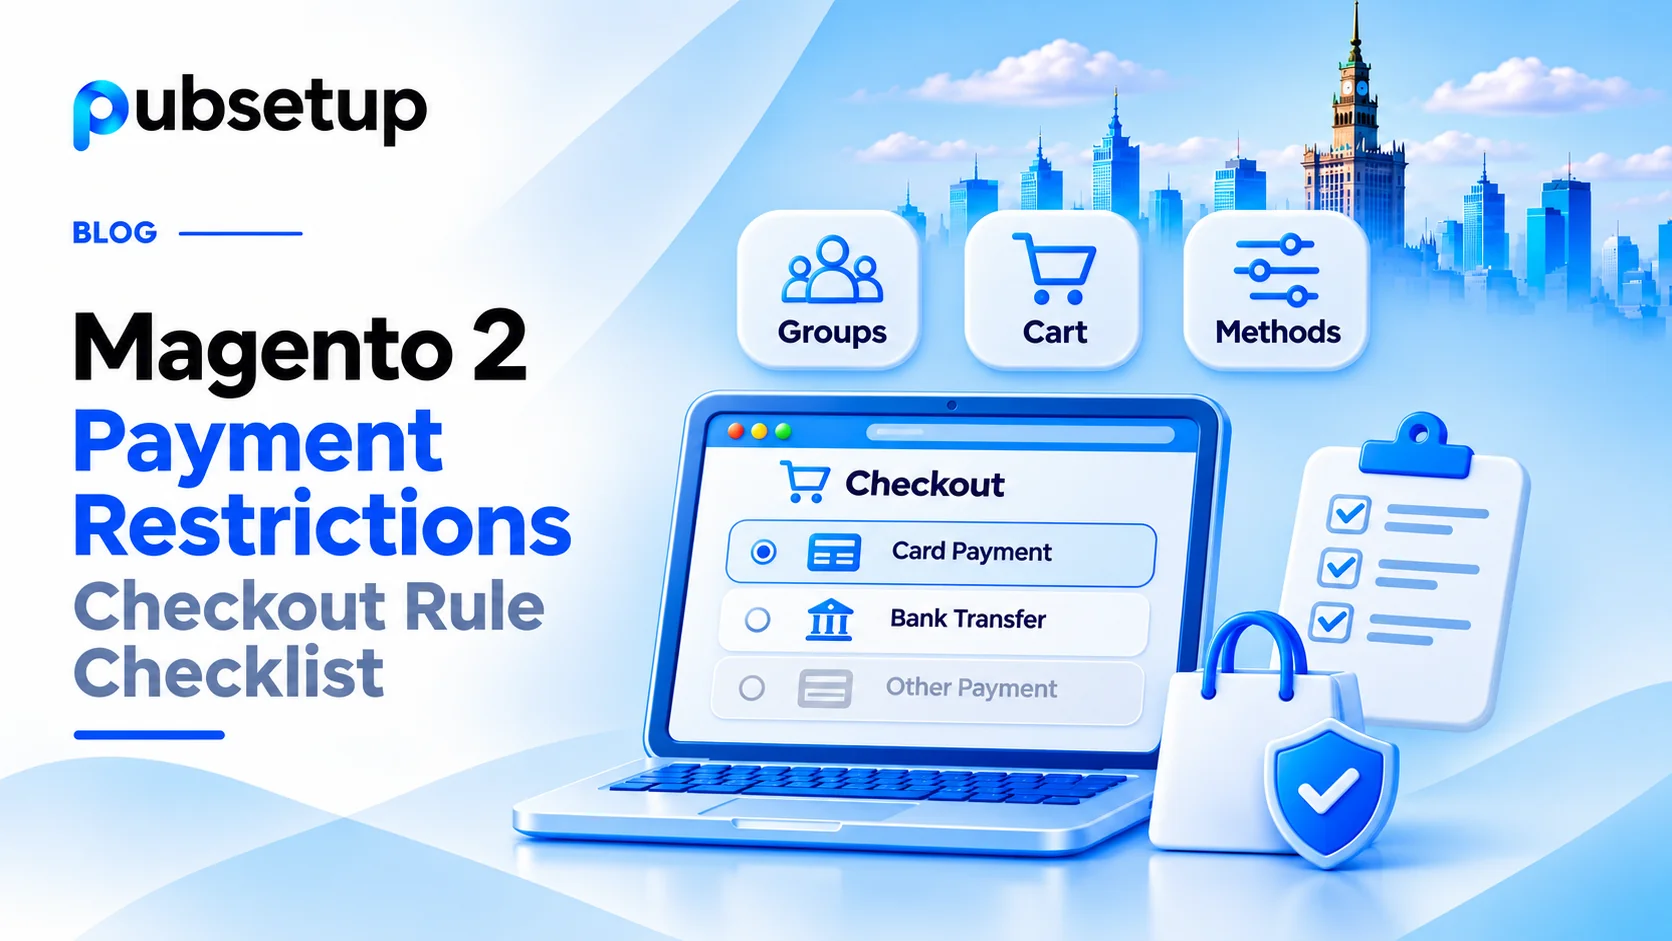 pubsetup
BLOG
Magento 2
Payment
Restrictions
Checkout Rule
Checklist
Groups
Cart
Methods
Checkout
Card Payment
Bank Transfer
Other Payment